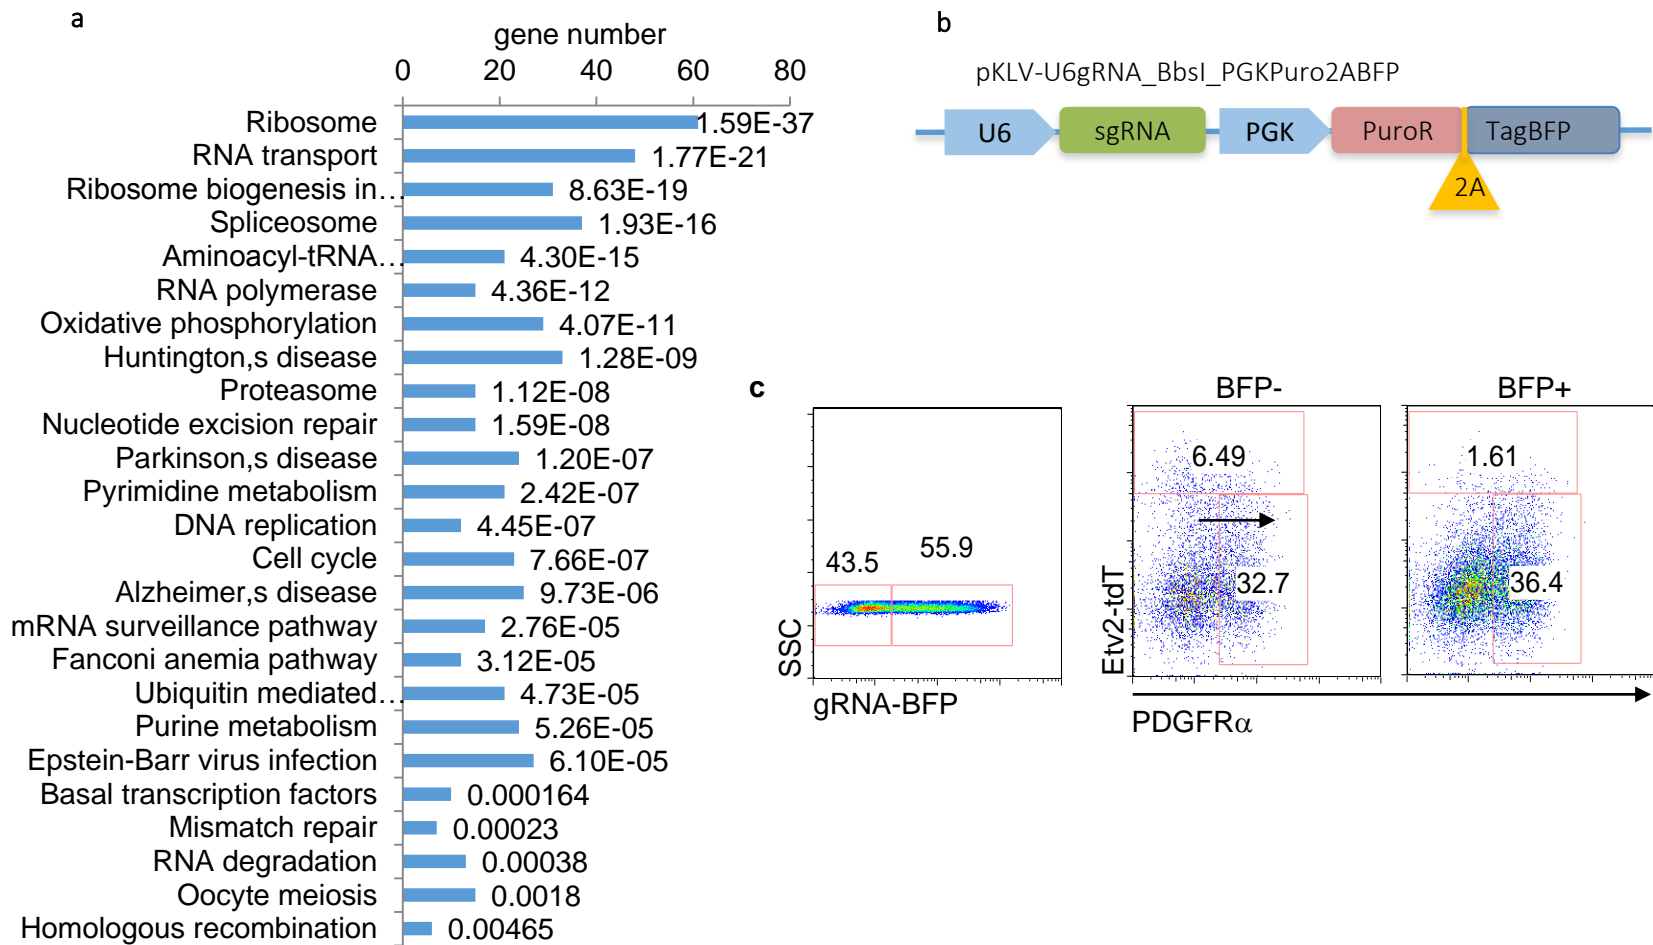 a
gene number
0 20 40 60 80
Ribosome 1.59E-37
RNA transport 1.77E-21
Ribosome biogenesis in… 8.63E-19
Spliceosome 1.93E-16
Aminoacyl-tRNA… 4.30E-15
RNA polymerase 4.36E-12
Oxidative phosphorylation 4.07E-11
Huntington,s disease 1.28E-09
Proteasome 1.12E-08
Nucleotide excision repair 1.59E-08
Parkinson,s disease 1.20E-07
Pyrimidine metabolism 2.42E-07
DNA replication 4.45E-07
Cell cycle 7.66E-07
Alzheimer,s disease 9.73E-06
mRNA surveillance pathway 2.76E-05
Fanconi anemia pathway 3.12E-05
Ubiquitin mediated… 4.73E-05
Purine metabolism 5.26E-05
Epstein-Barr virus infection 6.10E-05
Basal transcription factors 0.000164
Mismatch repair 0.00023
RNA degradation 0.00038
Oocyte meiosis 0.0018
Homologous recombination 0.00465
b
pKLV-U6gRNA_BbsI_PGKPuro2ABFP
U6 sgRNA PGK PuroR TagBFP
2A
c
43.5 55.9
SSC
gRNA-BFP
BFP- BFP+
6.49 1.61
32.7 36.4
Etv2-tdT
PDGFRα